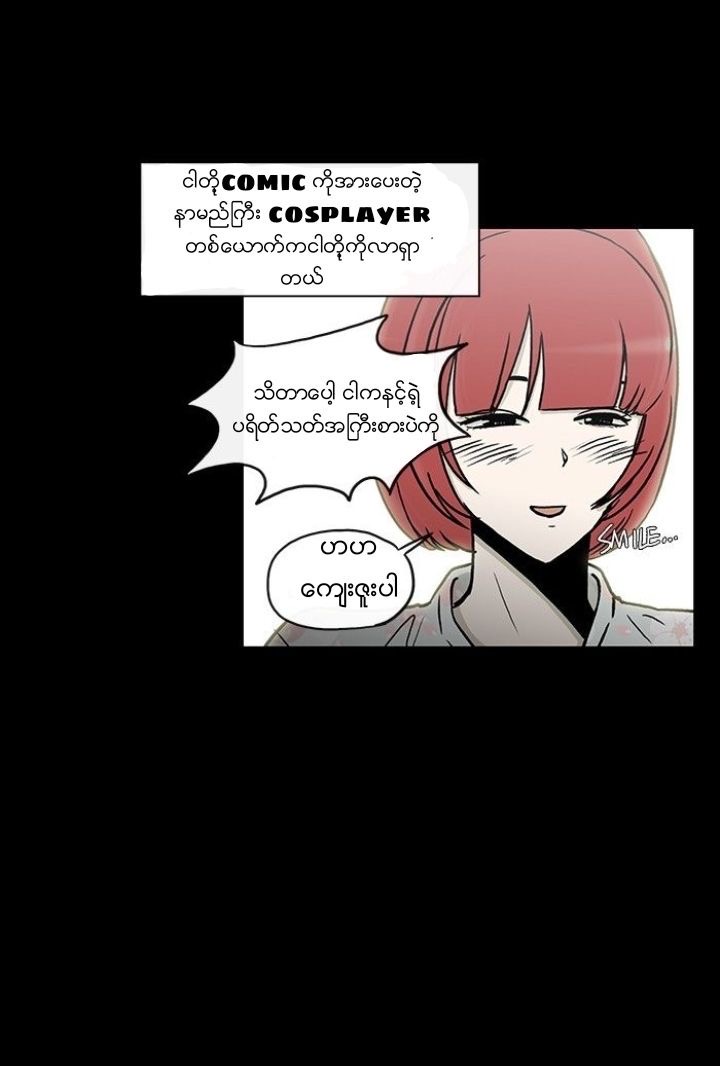 ငါတို့COMIC ကိုအားပေးတဲ့
နာမည်ကြီး COSPLAYER
တစ်ယောက်ကငါတို့ကိုလာရှာ
တယ်
သိတာပေါ့ ငါကနင့်ရဲ့
ပရိတ်သတ်အကြီးစားပဲကို
ဟဟ
ကျေးဇူးပါ
SMILE...